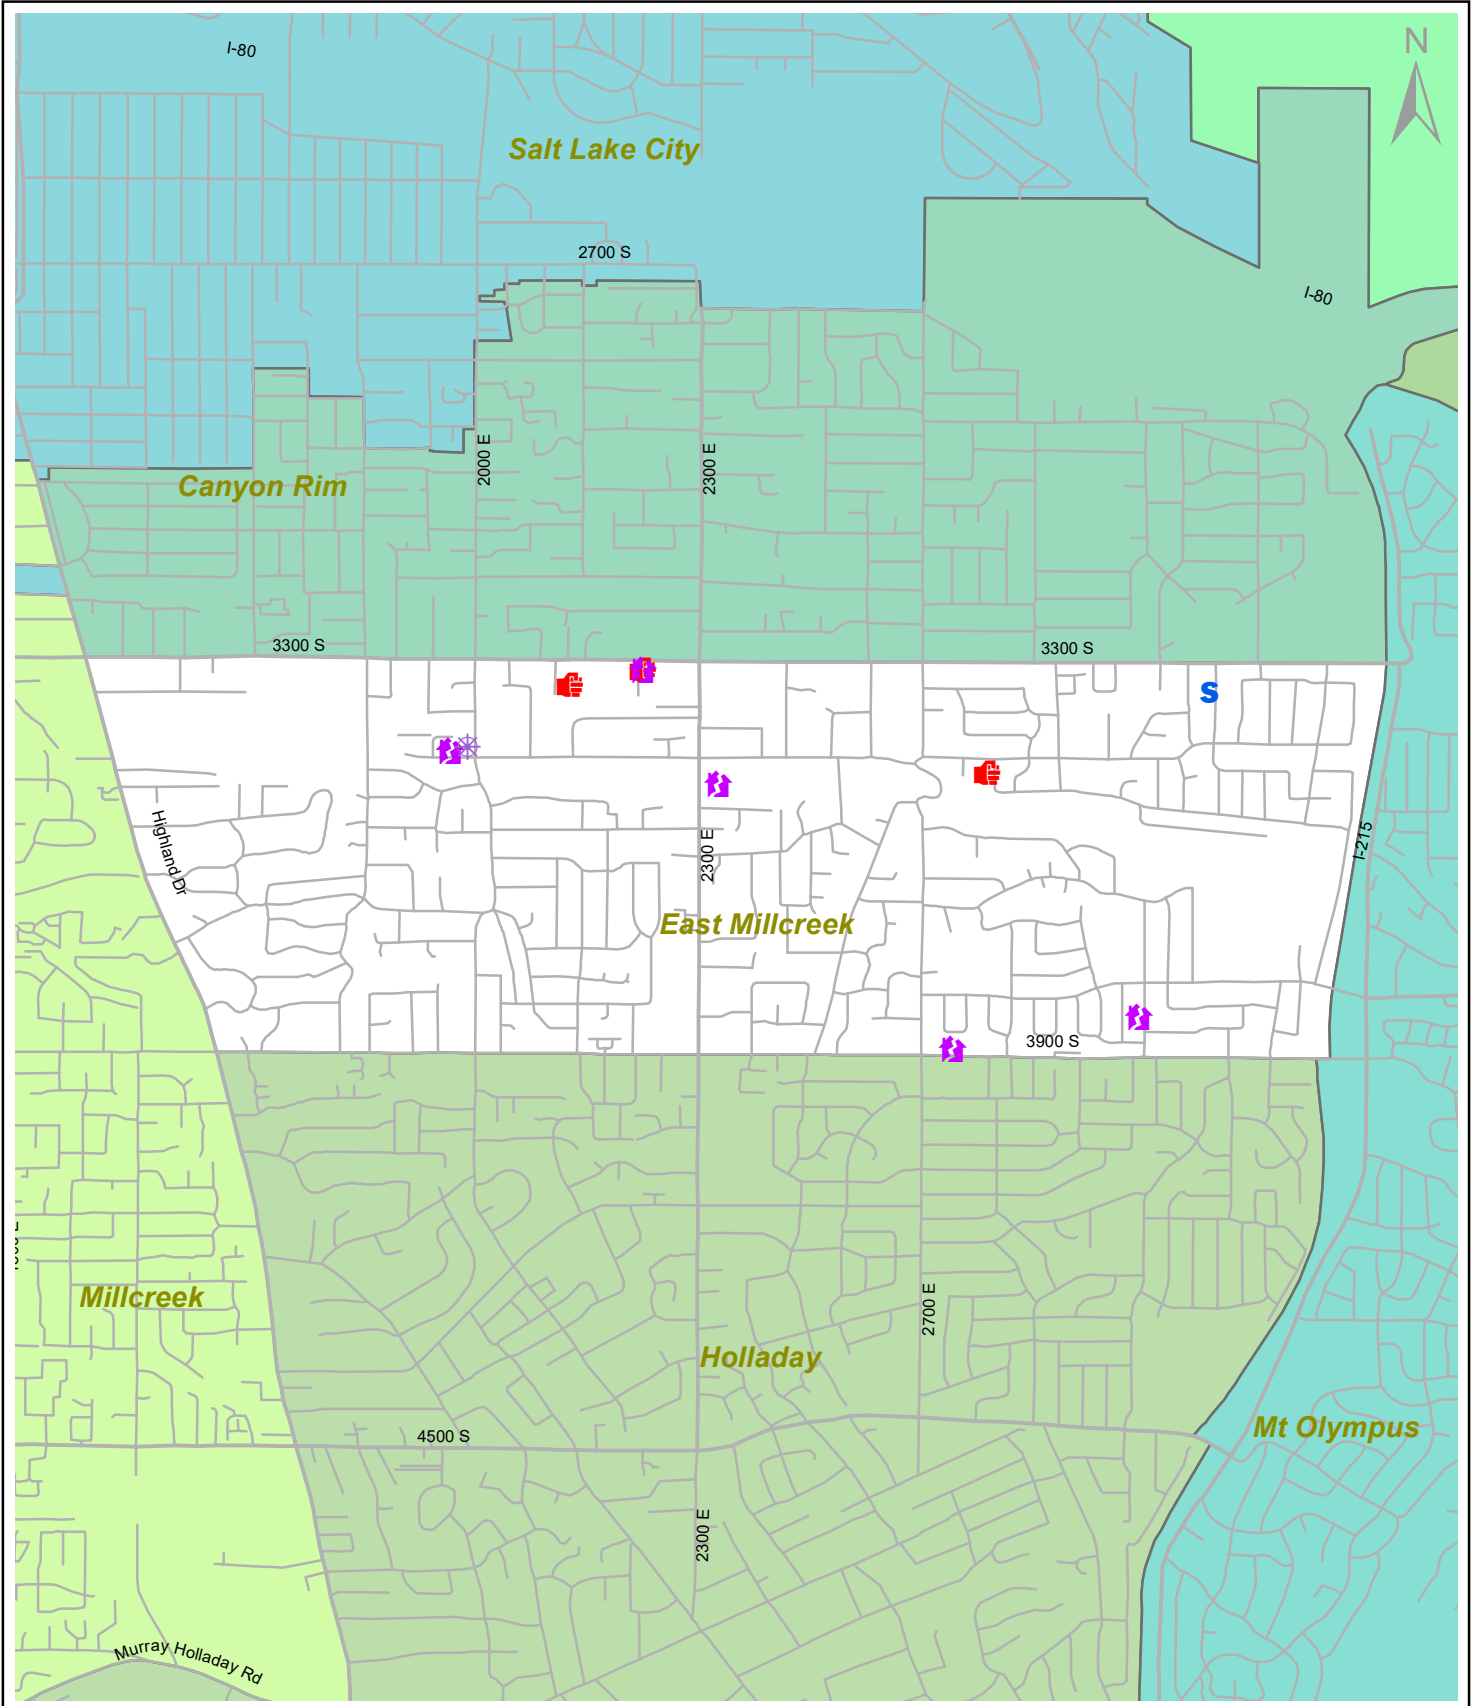 I-80
N
Salt Lake City
2700 S
I-80
2000 E
2300 E
Canyon Rim
3300 S
3300 S
S
Highland Dr
2300 E
I-215
East Millcreek
3900 S
Millcreek
2700 E
Holladay
4500 S
Mt Olympus
2300 E
Murray Holladay Rd